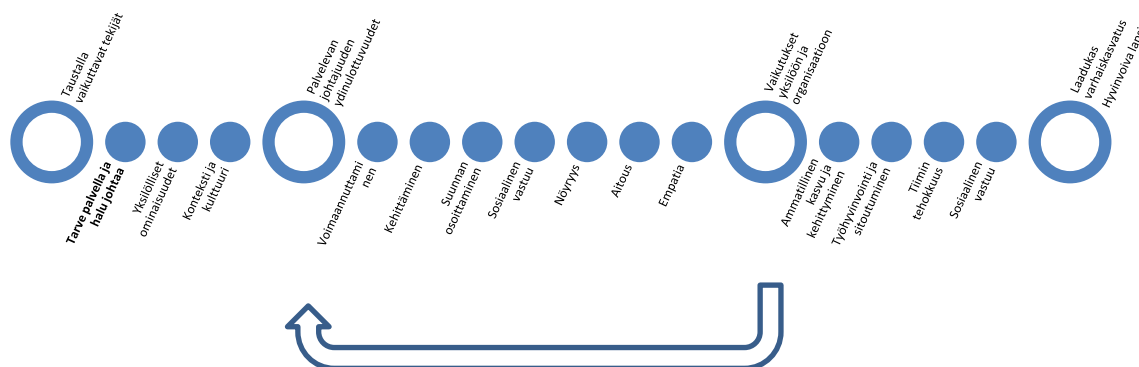 Taustalla
vaikuttavat tekijät
Tarve palvella ja
halu johtaa
Yksilölliset
ominaisuudet
Konteksti ja
kulttuuri
Palvelevan
johtajuuden
ydinulottuvuudet
Voimaannuttami
nen
Kehittäminen
Suunnan
osoittaminen
Sosiaalinen
vastuu
Nöyryys
Aitous
Empatia
Vaikutukset
yksilöön ja
organisaatioon
Ammatillinen
kasvu ja
kehittyminen
Työhyvinvointi ja
sitoutuminen
Tiimin
tehokkuus
Sosiaalinen
vastuu
Laadukas
varhaiskasvatus
Hyvinvoiva